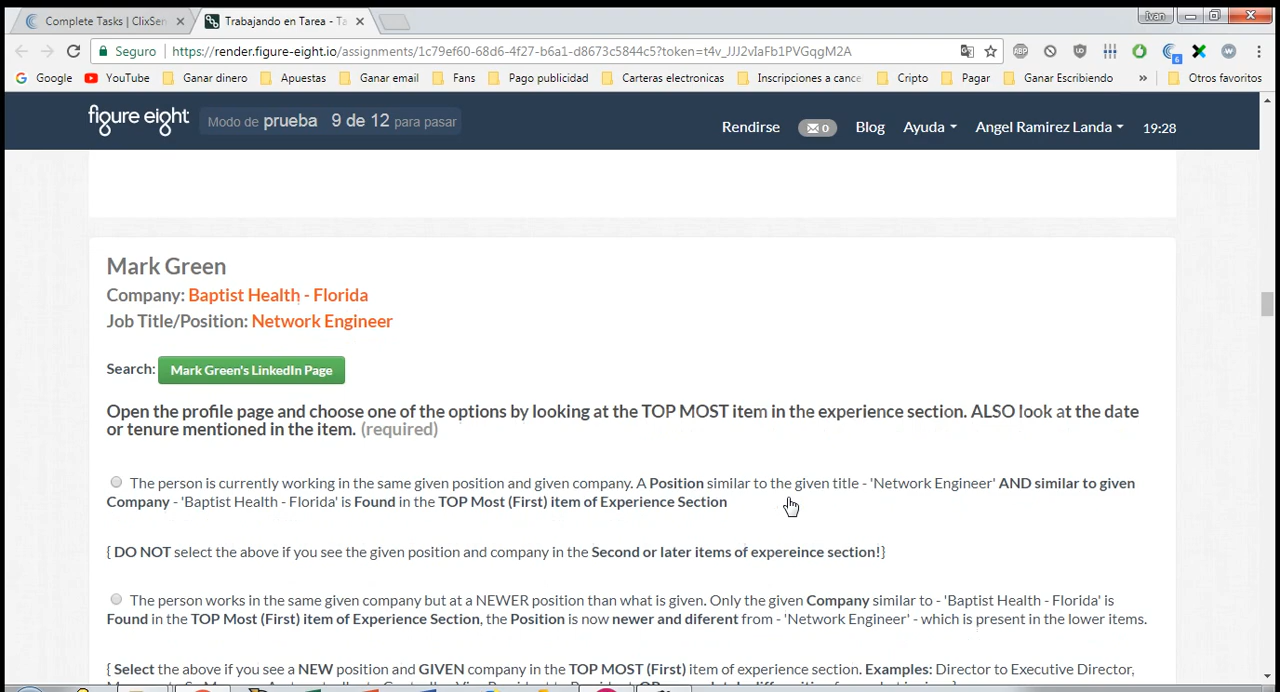 Complete Tasks | ClixSen
Trabajando en Tarea - Ta
Ivan
Seguro
https://render.figure-eight.io/assignments/1c79ef60-68d6-4f27-b6a1-d8673c5844c5?token=t4v_JJJ2vIaFb1PVGqgM2A
ABP
6
Google YouTube Ganar dinero Apuestas Ganar email Fans Pago publicidad Carteras electronicas Inscripciones a cance Cripto Pagar Ganar Escribiendo » Otros favoritos
figure eight
Modo de prueba 9 de 12 para pasar
Rendirse 0 Blog Ayuda Angel Ramirez Landa 19:28
Mark Green
Company: Baptist Health - Florida
Job Title/Position: Network Engineer
Search: Mark Green's LinkedIn Page
Open the profile page and choose one of the options by looking at the TOP MOST item in the experience section. ALSO look at the date
or tenure mentioned in the item. (required)
The person is currently working in the same given position and given company. A Position similar to the given title - 'Network Engineer' AND similar to given
Company - 'Baptist Health - Florida' is Found in the TOP Most (First) item of Experience Section
{ DO NOT select the above if you see the given position and company in the Second or later items of expereince section!}
The person works in the same given company but at a NEWER position than what is given. Only the given Company similar to - 'Baptist Health - Florida' is
Found in the TOP Most (First) item of Experience Section, the Position is now newer and diferent from - 'Network Engineer' - which is present in the lower items.
{ Select the above if you see a NEW position and GIVEN company in the TOP MOST (First) item of experience section. Examples: Director to Executive Director,